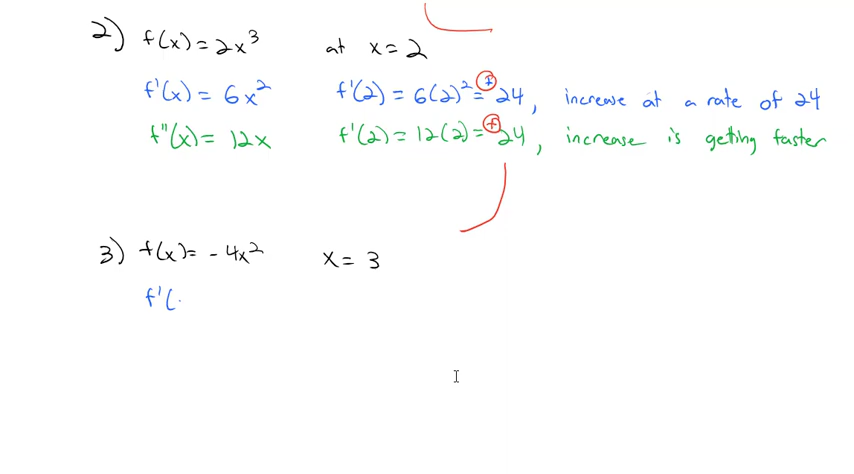 2) f(x) = 2x³ at x = 2
f'(x) = 6x² f'(2) = 6(2)² = + 24, increase at a rate of 24
f"(x) = 12x f'(2) = 12(2) = + 24, increase is getting faster
3) f(x) = -4x² x = 3
f'(